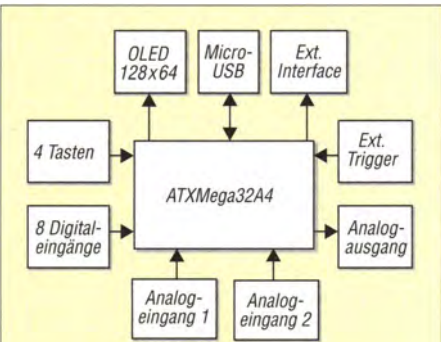 OLED
128x64
Micro-
USB
Ext.
Interface
4 Tasten
ATXMega32A4
Ext.
Trigger
8 Digital-
eingänge
Analog-
ausgang
Analog-
eingang 1
Analog-
eingang 2